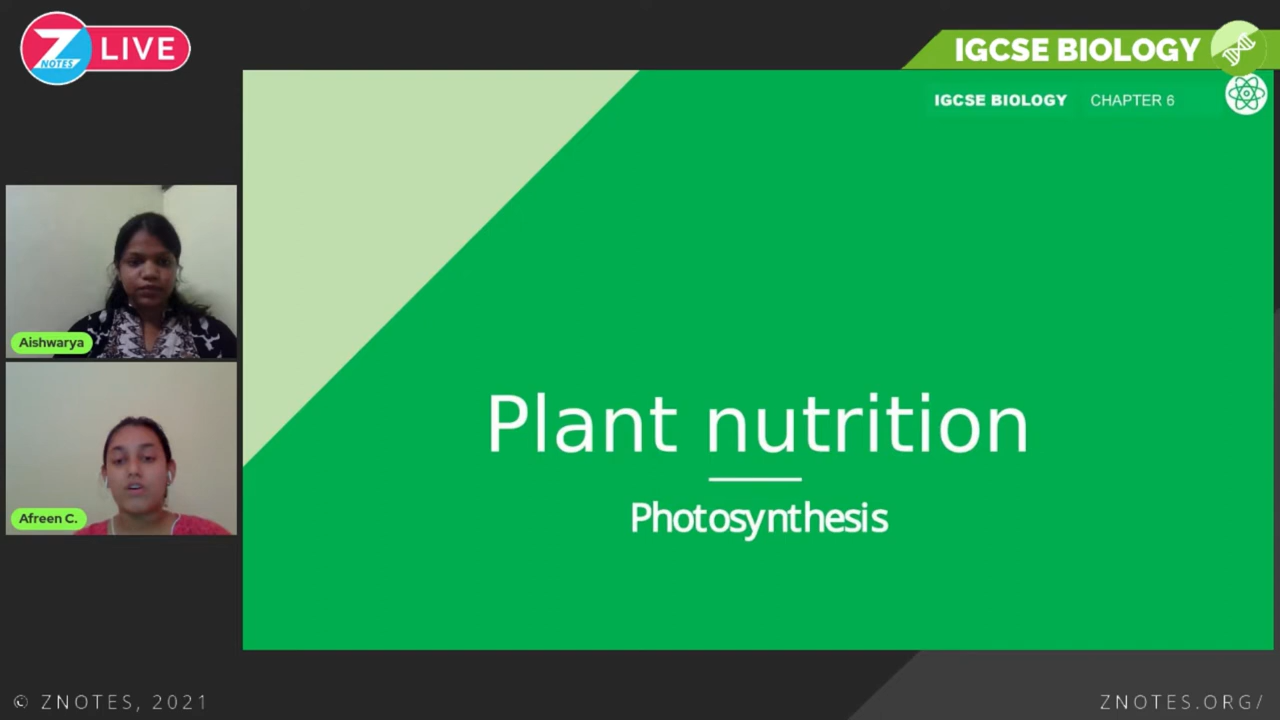 Z NOTES LIVE
IGCSE BIOLOGY
IGCSE BIOLOGY CHAPTER 6
Aishwarya
Afreen C.
Plant nutrition
Photosynthesis
© ZNOTES, 2021
ZNOTES.ORG/